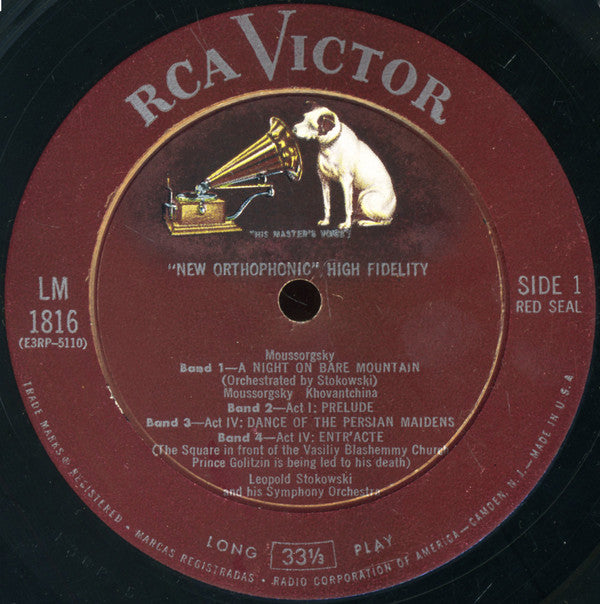 RCA VICTOR
"HIS MASTER'S VOICE"
"NEW ORTHOPHONIC" HIGH FIDELITY
LM
1816
(E3RP-5110)
SIDE 1
RED SEAL
Moussorgsky
Band 1—A NIGHT ON BARE MOUNTAIN
(Orchestrated by Stokowski)
Moussorgsky Khovantchina
Band 2—Act I: PRELUDE
Band 3—Act IV: DANCE OF THE PERSIAN MAIDENS
Band 4—Act IV: ENTR'ACTE
(The Square in front of the Vasiliy Blashemmy Church
Prince Golitzin is being led to his death)
Leopold Stokowski
and his Symphony Orchestra
LONG 33⅓ PLAY
TRADE MARKS ® REGISTERED · MARCAS REGISTRADAS · RADIO CORPORATION OF AMERICA—CAMDEN, N.J.—MADE IN U.S.A.